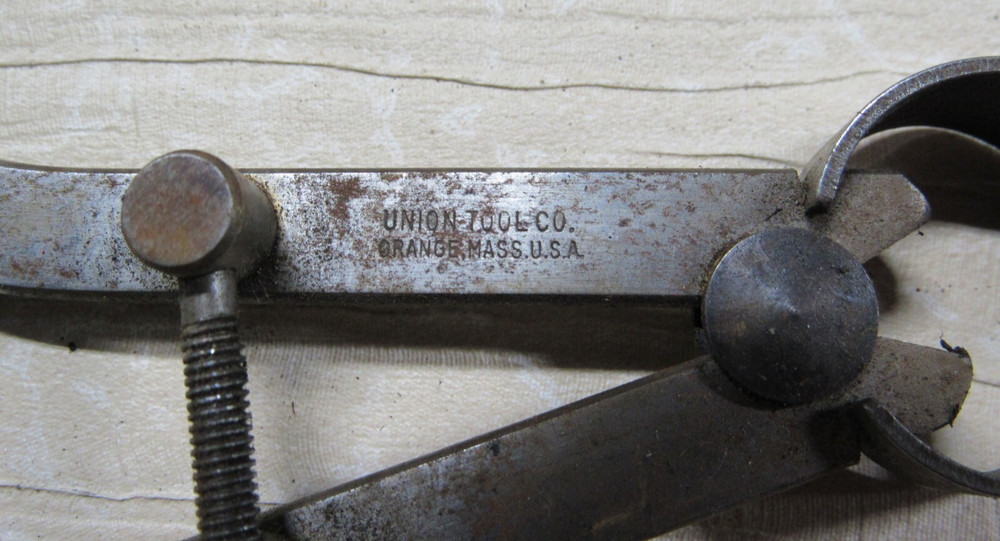 UNION TOOL CO.
ORANGE, MASS. U.S.A.